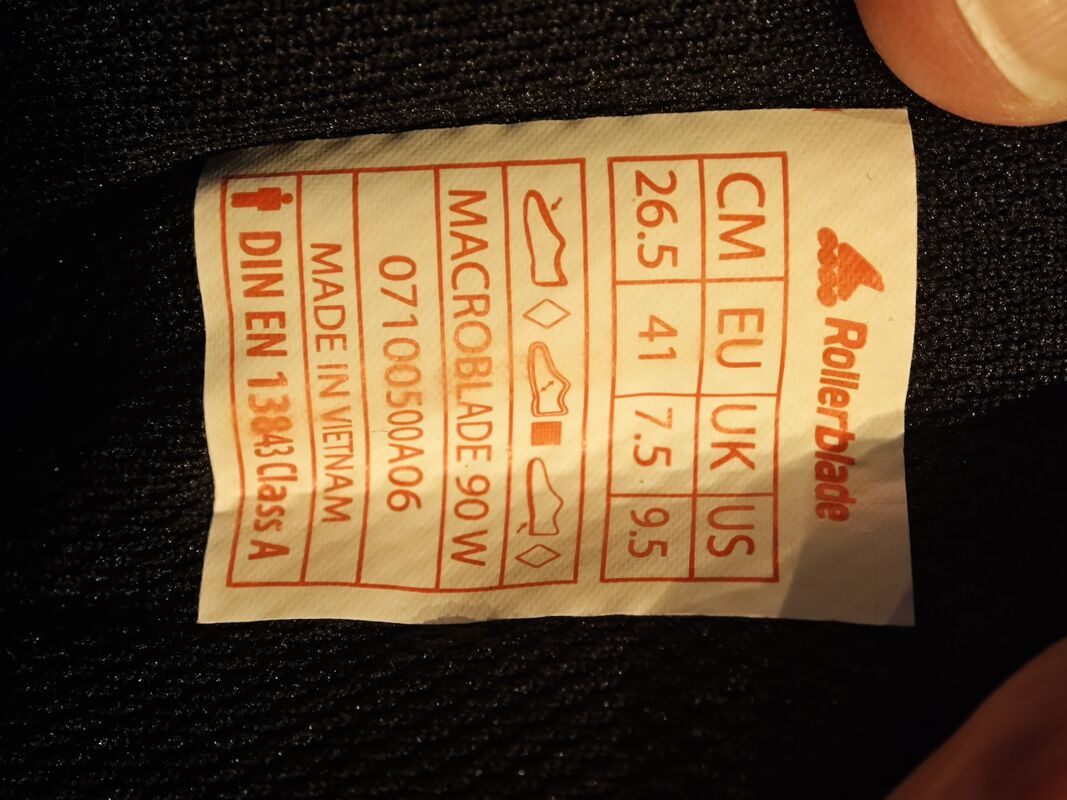 Rollerblade
CM EU UK US
26.5 41 7.5 9.5
MACROBLADE 90 W
07100500A06
MADE IN VIETNAM
DIN EN 13843 Class A